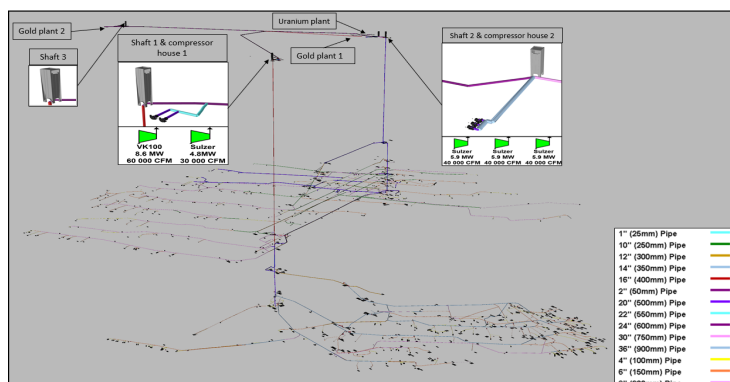 Uranium plant
Gold plant 2
Shaft 3
Shaft 1 & compressor
house 1
Gold plant 1
Shaft 2 & compressor
house 2
VK100
8.6 MW
60 000 CFM
Sulzer
4.8MW
30 000 CFM
Sulzer
5.9 MW
40 000 CFM
Sulzer
5.9 MW
40 000 CFM
Sulzer
5.9 MW
40 000 CFM
1" (25mm) Pipe
10" (250mm) Pipe
12" (300mm) Pipe
14" (350mm) Pipe
16" (400mm) Pipe
2" (50mm) Pipe
20" (500mm) Pipe
22" (550mm) Pipe
24" (600mm) Pipe
30" (750mm) Pipe
36" (900mm) Pipe
4" (100mm) Pipe
6" (150mm) Pipe